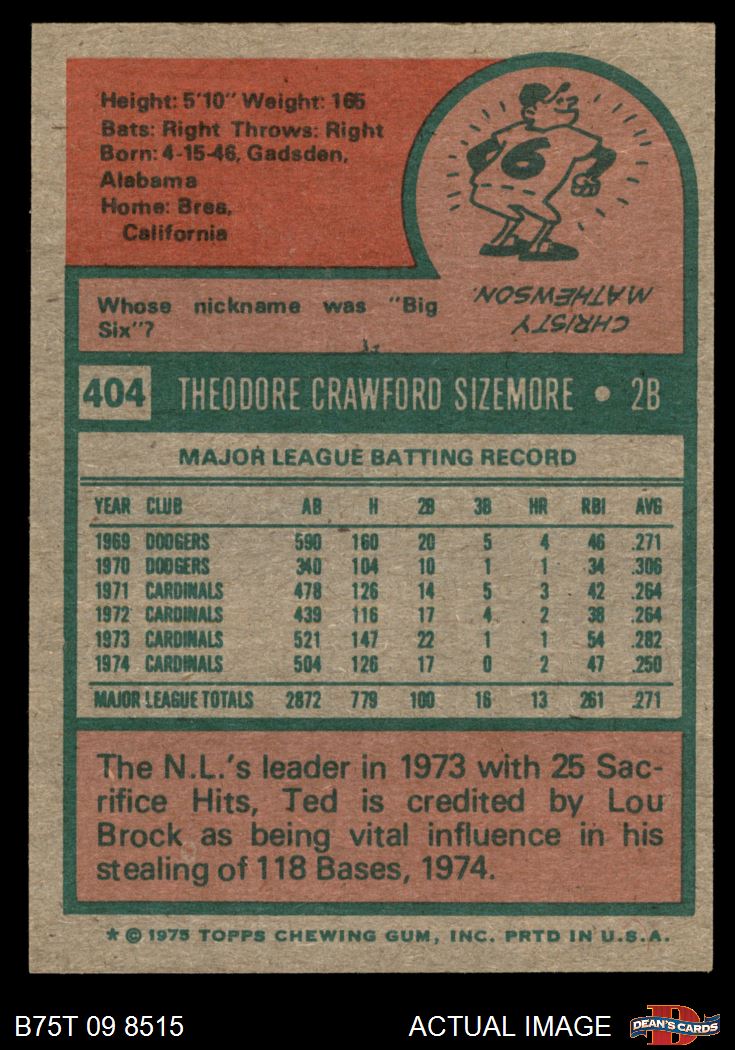 Height: 5'10" Weight: 165
Bats: Right Throws: Right
Born: 4-15-46, Gadsden,
Alabama
Home: Brea,
California
6
CHRISTY
MATHEWSON.
Whose nickname was "Big
Six"?
404 THEODORE CRAWFORD SIZEMORE • 2B
MAJOR LEAGUE BATTING RECORD
YEAR CLUB AB H 2B 3B HR RBI AVG
1969 DODGERS 590 160 20 5 4 46 .271
1970 DODGERS 340 104 10 1 1 34 .306
1971 CARDINALS 478 126 14 5 3 42 .264
1972 CARDINALS 439 116 17 4 2 38 .264
1973 CARDINALS 521 147 22 1 1 54 .282
1974 CARDINALS 504 126 17 0 2 47 .250
MAJOR LEAGUE TOTALS 2872 779 100 16 13 261 .271
The N.L.'s leader in 1973 with 25 Sac-
rifice Hits, Ted is credited by Lou
Brock as being vital influence in his
stealing of 118 Bases, 1974.
* © 1975 TOPPS CHEWING GUM, INC. PRTD IN U.S.A.
B75T 09 8515 ACTUAL IMAGE
D
DEAN'S CARDS